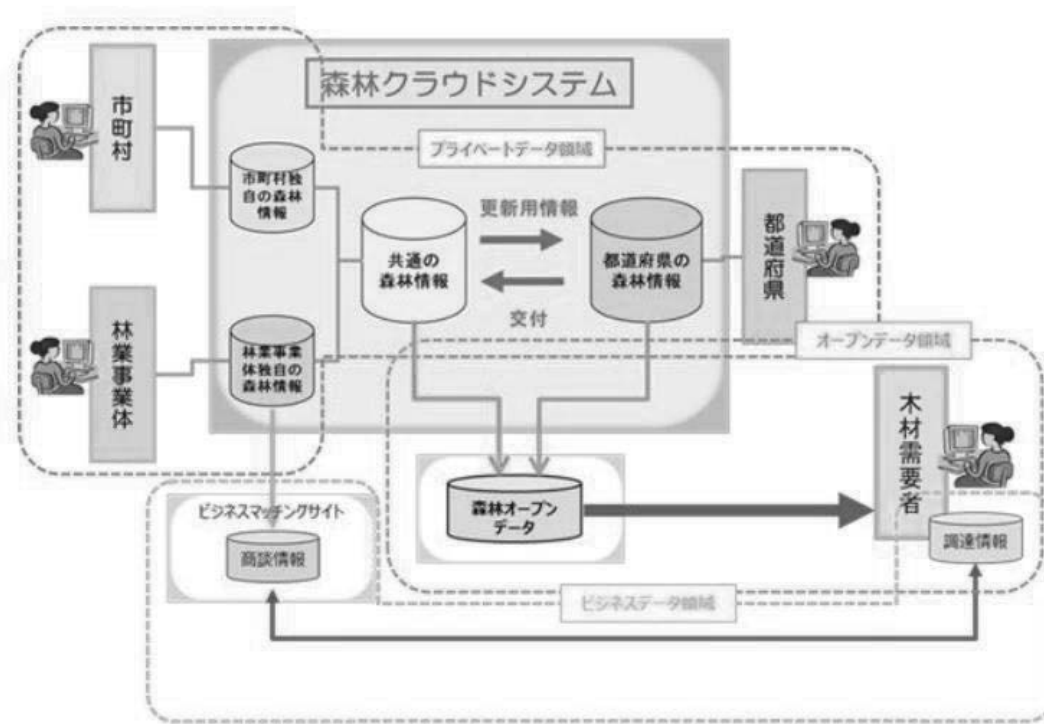 森林クラウドシステム
市町村
プライベートデータ領域
市町村独
自の森林
情報
更新用情報
共通の
森林情報
都道府県の
森林情報
都道府県
交付
林業事業体
林業事業
体独自の
森林情報
オープンデータ領域
木材需要者
ビジネスマッチングサイト
商談情報
森林オープン
データ
調達情報
ビジネスデータ領域